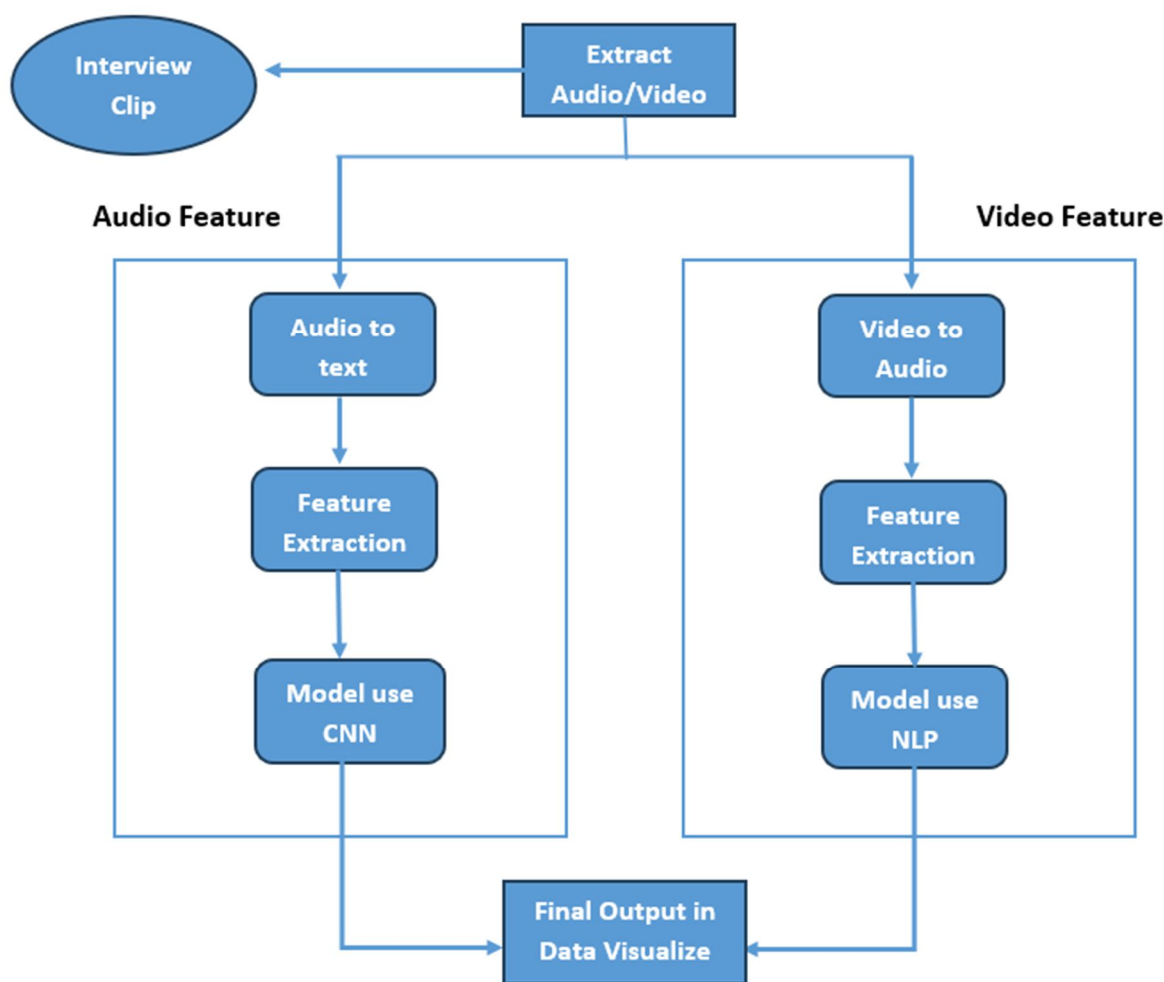 Interview
Clip
Extract
Audio/Video
Audio Feature
Video Feature
Audio to
text
Feature
Extraction
Model use
CNN
Video to
Audio
Feature
Extraction
Model use
NLP
Final Output in
Data Visualize